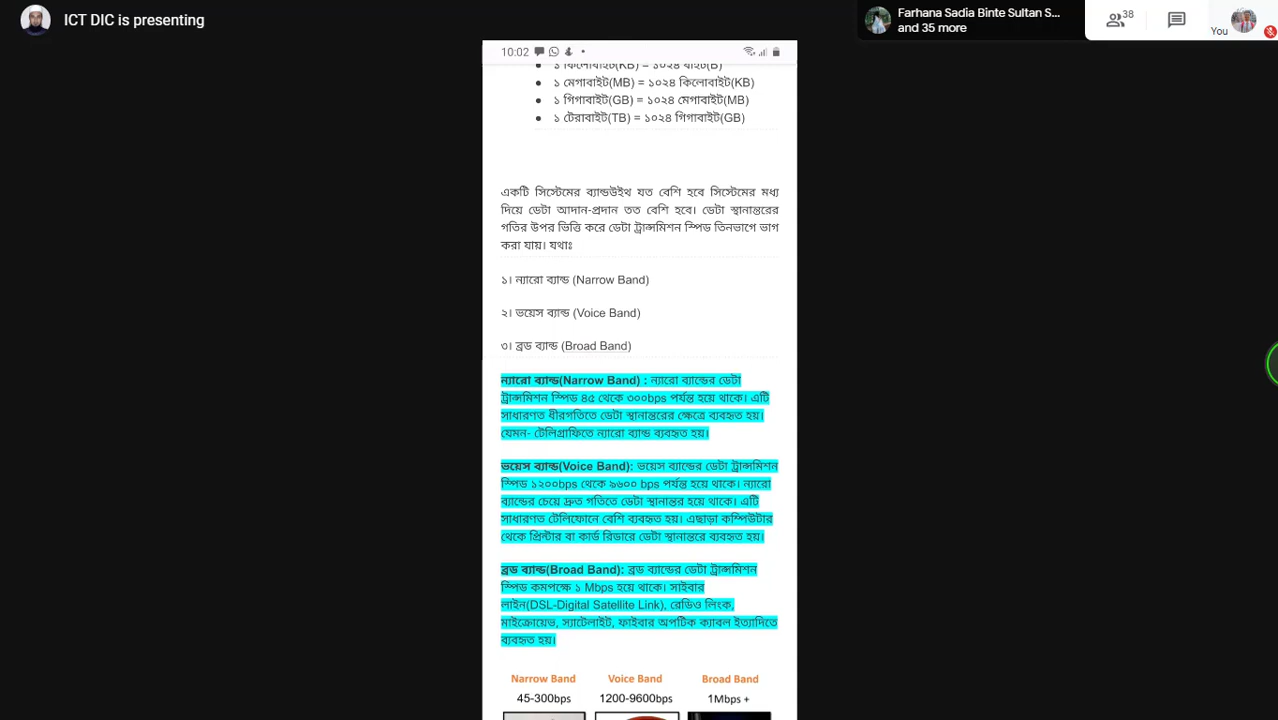 ICT DIC is presenting
Farhana Sadia Binte Sultan S...
and 35 more
38
You
10:02
১ কিলোবাইট(KB) = ১০২৪ বাইট(B)
১ মেগাবাইট(MB) = ১০২৪ কিলোবাইট(KB)
১ গিগাবাইট(GB) = ১০২৪ মেগাবাইট(MB)
১ টেরাবাইট(TB) = ১০২৪ গিগাবাইট(GB)
একটি সিস্টেমের ব্যান্ডউইথ যত বেশি হবে সিস্টেমের মধ্য
দিয়ে ডেটা আদান-প্রদান তত বেশি হবে। ডেটা স্থানান্তরের
গতির উপর ভিত্তি করে ডেটা ট্রান্সমিশন স্পিড তিনভাগে ভাগ
করা যায়। যথাঃ
১। ন্যারো ব্যান্ড (Narrow Band)
২। ভয়েস ব্যান্ড (Voice Band)
৩। ব্রড ব্যান্ড (Broad Band)
ন্যারো ব্যান্ড(Narrow Band) : ন্যারো ব্যান্ডের ডেটা
ট্রান্সমিশন স্পিড ৪৫ থেকে ৩০০bps পর্যন্ত হয়ে থাকে। এটি
সাধারণত ধীরগতিতে ডেটা স্থানান্তরের ক্ষেত্রে ব্যবহৃত হয়।
যেমন- টেলিগ্রাফিতে ন্যারো ব্যান্ড ব্যবহৃত হয়।
ভয়েস ব্যান্ড(Voice Band): ভয়েস ব্যান্ডের ডেটা ট্রান্সমিশন
স্পিড ১২০০bps থেকে ৯৬০০ bps পর্যন্ত হয়ে থাকে। ন্যারো
ব্যান্ডের চেয়ে দ্রুত গতিতে ডেটা স্থানান্তর হয়ে থাকে। এটি
সাধারণত টেলিফোনে বেশি ব্যবহৃত হয়। এছাড়া কম্পিউটার
থেকে প্রিন্টার বা কার্ড রিডারে ডেটা স্থানান্তরে ব্যবহৃত হয়।
ব্রড ব্যান্ড(Broad Band): ব্রড ব্যান্ডের ডেটা ট্রান্সমিশন
স্পিড কমপক্ষে ১ Mbps হয়ে থাকে। সাইবার
লাইন(DSL-Digital Satellite Link), রেডিও লিংক,
মাইক্রোয়েভ, স্যাটেলাইট, ফাইবার অপটিক ক্যাবল ইত্যাদিতে
ব্যবহৃত হয়।
Narrow Band Voice Band Broad Band
45-300bps 1200-9600bps 1Mbps +